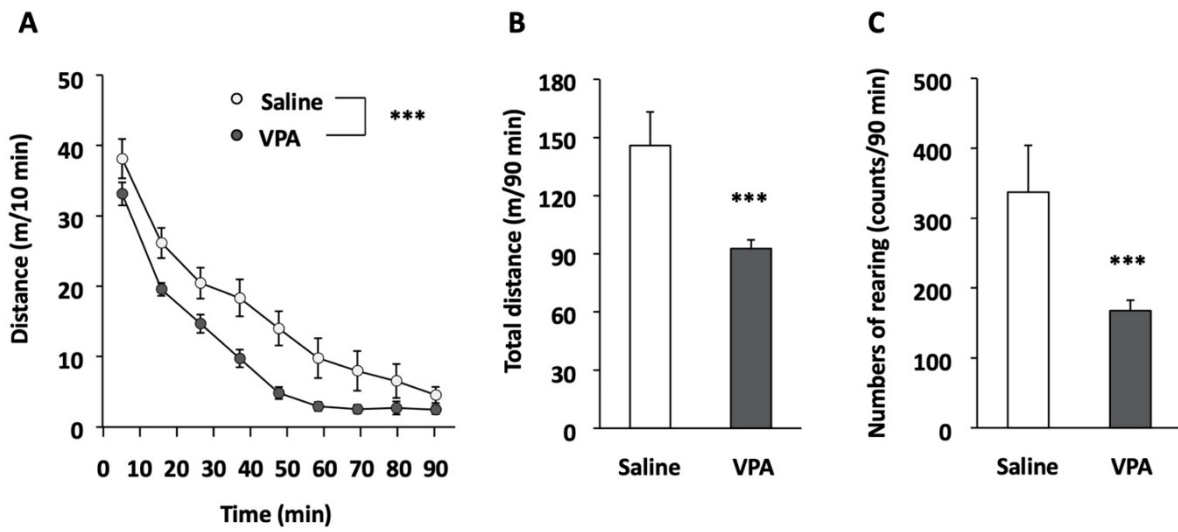 A
Distance (m/10 min)
50
40
30
20
10
0
Saline
VPA
***
0 10 20 30 40 50 60 70 80 90
Time (min)
B
Total distance (m/90 min)
180
150
120
90
60
30
0
***
Saline VPA
C
Numbers of rearing (counts/90 min)
500
400
300
200
100
0
***
Saline VPA